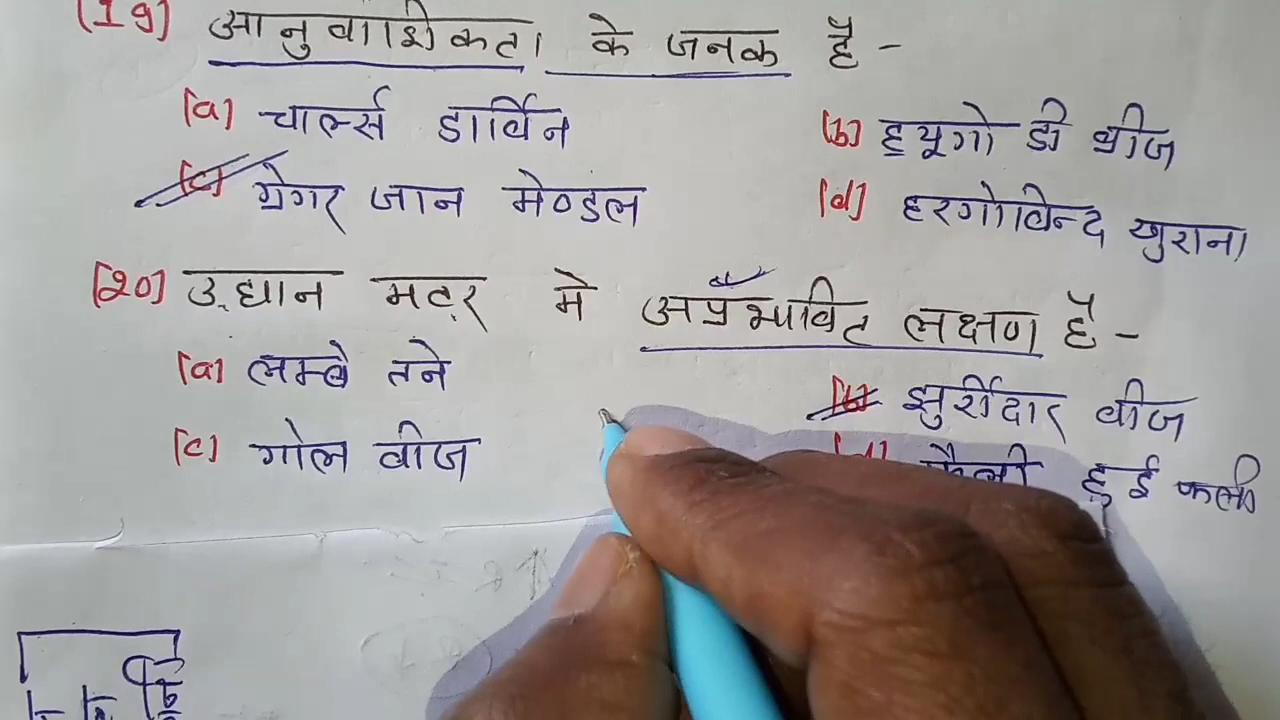 (19) आनुवांशिकता के जनक है -
(a) चार्ल्स डार्विन (b) ह्यूगो डी ब्रीज
(c) ग्रेगर जान मेण्डल (d) हरगोविन्द खुराना
(20) उद्यान मटर मे अप्रभावित लक्षण है -
(a) लम्बे तने (b) झुर्रीदार बीज
(c) गोल बीज (d) फैली हुई फली